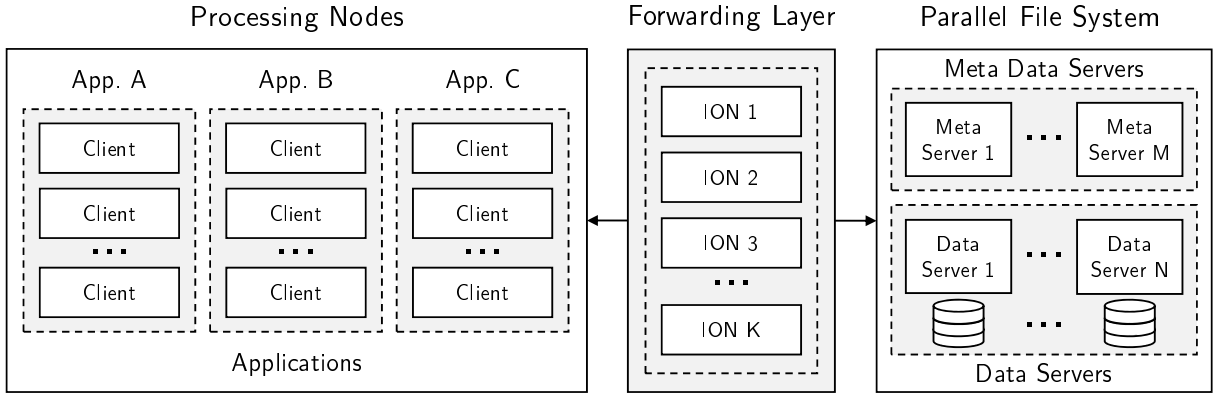 Processing Nodes
App. A
App. B
App. C
Client
Client
Client
Client
Client
Client
...
...
...
Client
Client
Client
Applications
Forwarding Layer
ION 1
ION 2
ION 3
...
ION K
Parallel File System
Meta Data Servers
Meta
Server 1
...
Meta
Server M
Data
Server 1
...
Data
Server N
...
Data Servers